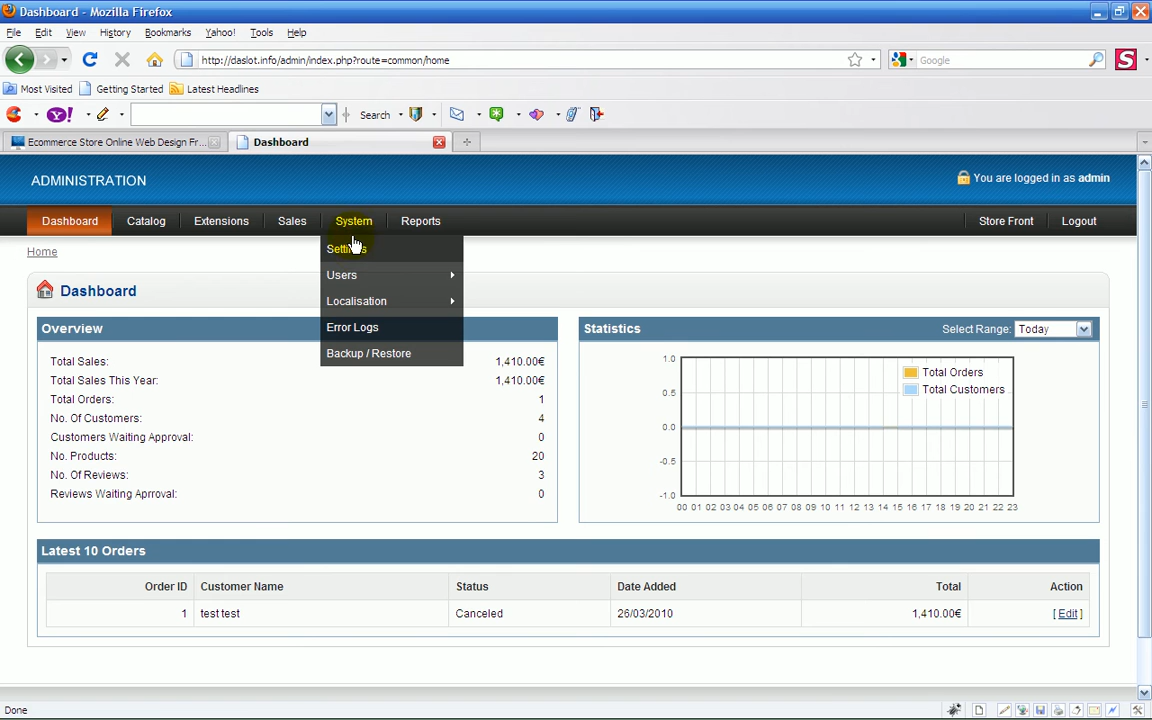 Dashboard - Mozilla Firefox
File Edit View History Bookmarks Yahoo! Tools Help
http://daslot.info/admin/index.php?route=common/home
Google
S
Most Visited Getting Started Latest Headlines
Y! Search
Ecommerce Store Online Web Design Fr... Dashboard
ADMINISTRATION
You are logged in as admin
Dashboard Catalog Extensions Sales System Reports Store Front Logout
Home
Settings
Users
Localisation
Error Logs
Backup / Restore
Dashboard
Overview
Total Sales: 1,410.00€
Total Sales This Year: 1,410.00€
Total Orders: 1
No. Of Customers: 4
Customers Waiting Approval: 0
No. Products: 20
No. Of Reviews: 3
Reviews Waiting Aprroval: 0
Statistics
Select Range: Today
Total Orders
Total Customers
1.0
0.5
0.0
-0.5
-1.0
00 01 02 03 04 05 06 07 08 09 10 11 12 13 14 15 16 17 18 19 20 21 22 23
Latest 10 Orders
Order ID Customer Name Status Date Added Total Action
1 test test Canceled 26/03/2010 1,410.00€ [ Edit ]
Done